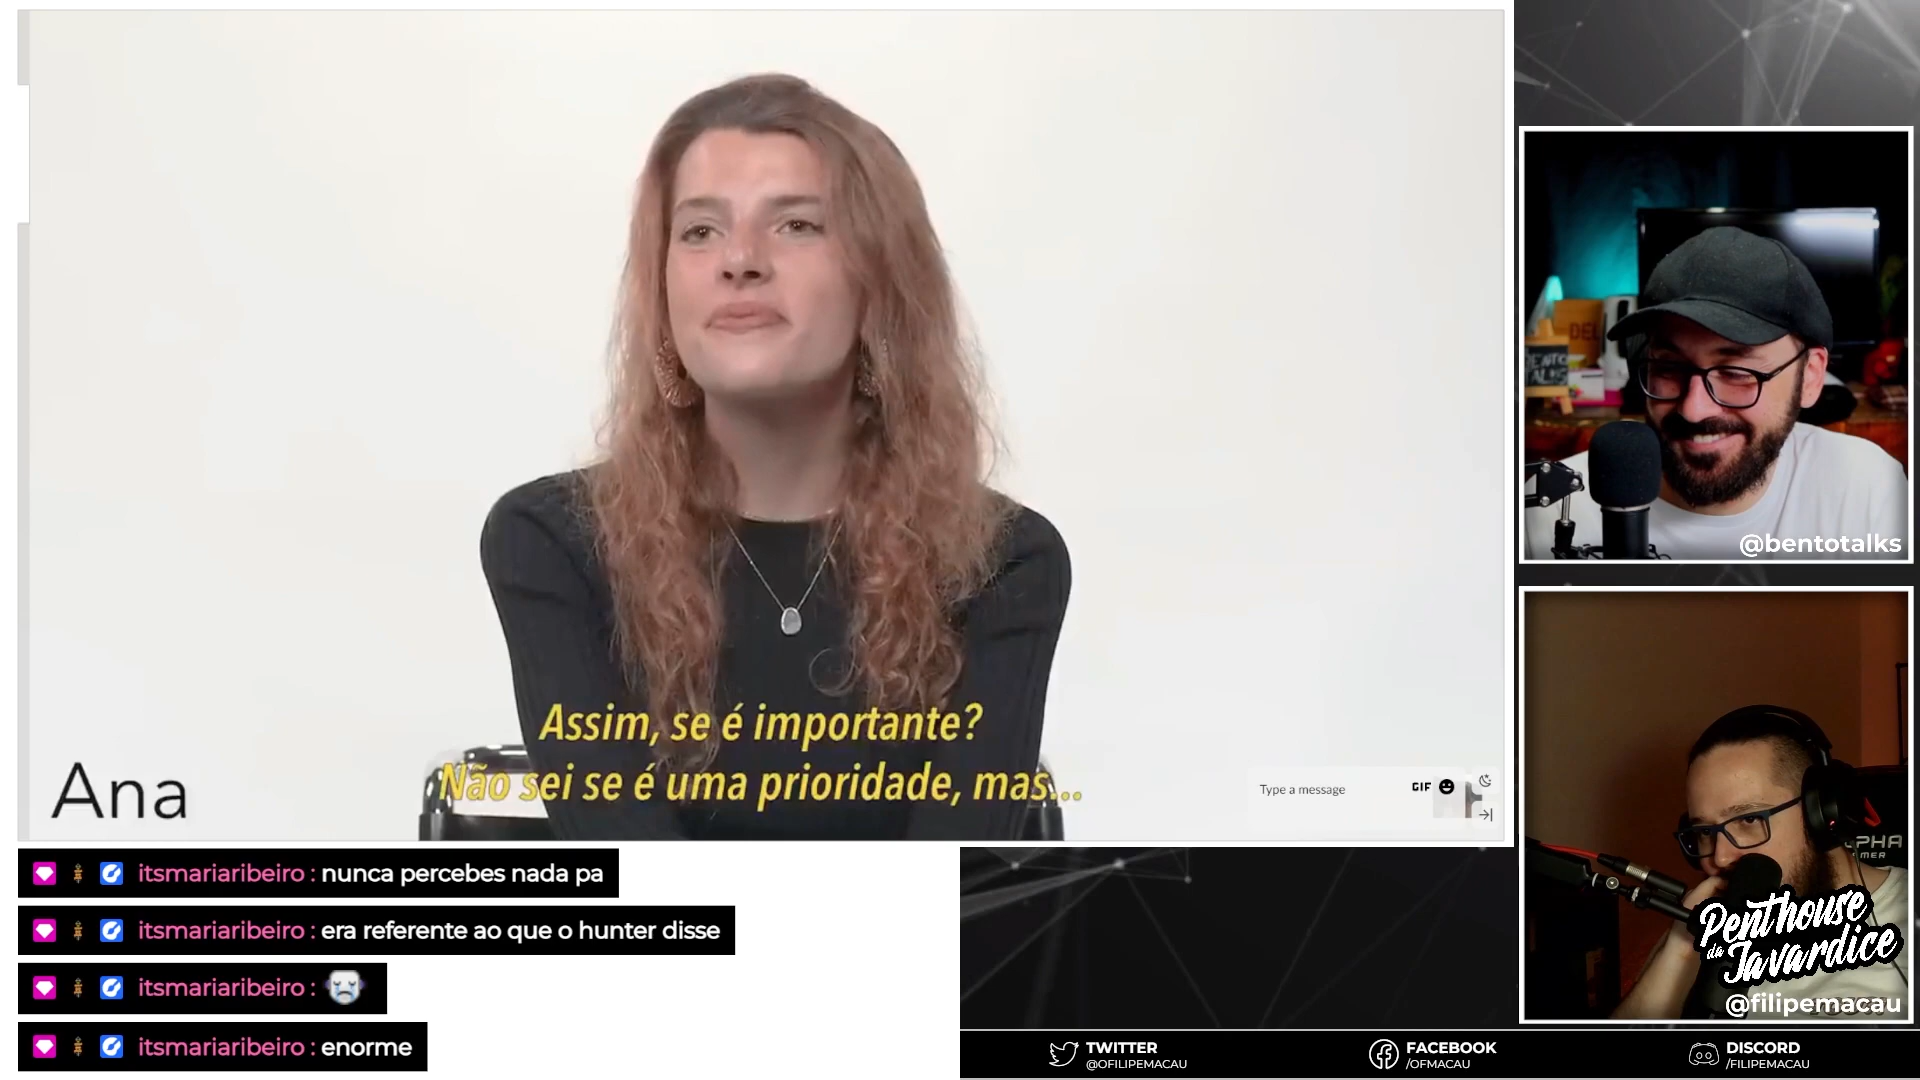 Assim, se é importante?
Não sei se é uma prioridade, mas...
Ana
Type a message
GIF
itsmariaribeiro : nunca percebes nada pa
itsmariaribeiro : era referente ao que o hunter disse
itsmariaribeiro :
itsmariaribeiro : enorme
@bentotalks
Penthouse
da Javardice
@filipemacau
TWITTER
@OFILIPEMACAU
FACEBOOK
/OFMACAU
DISCORD
/FILIPEMACAU